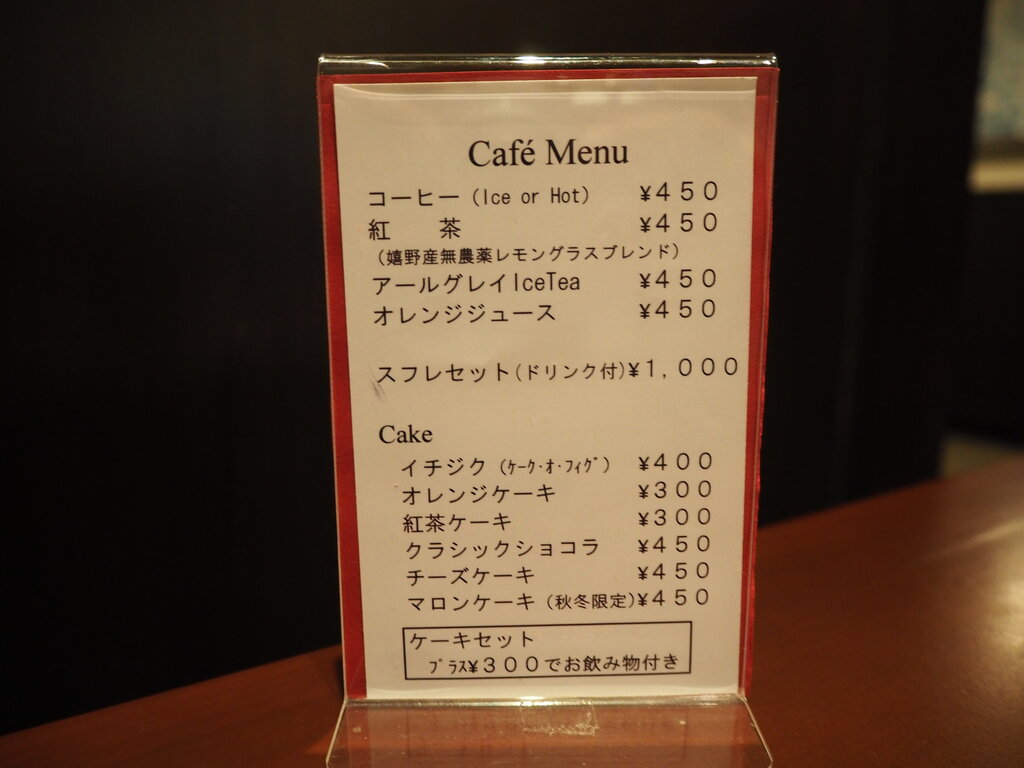 Café Menu
コーヒー(Ice or Hot) ¥450
紅　茶 ¥450
(嬉野産無農薬レモングラスブレンド)
アールグレイIceTea ¥450
オレンジジュース ¥450
スフレセット(ドリンク付)¥1,000
Cake
イチジク(ｹｰｸ･ｵ･ﾌｨｸﾞ) ¥400
オレンジケーキ ¥300
紅茶ケーキ ¥300
クラシックショコラ ¥450
チーズケーキ ¥450
マロンケーキ(秋冬限定)¥450
ケーキセット
ﾌﾟﾗｽ¥300でお飲み物付き